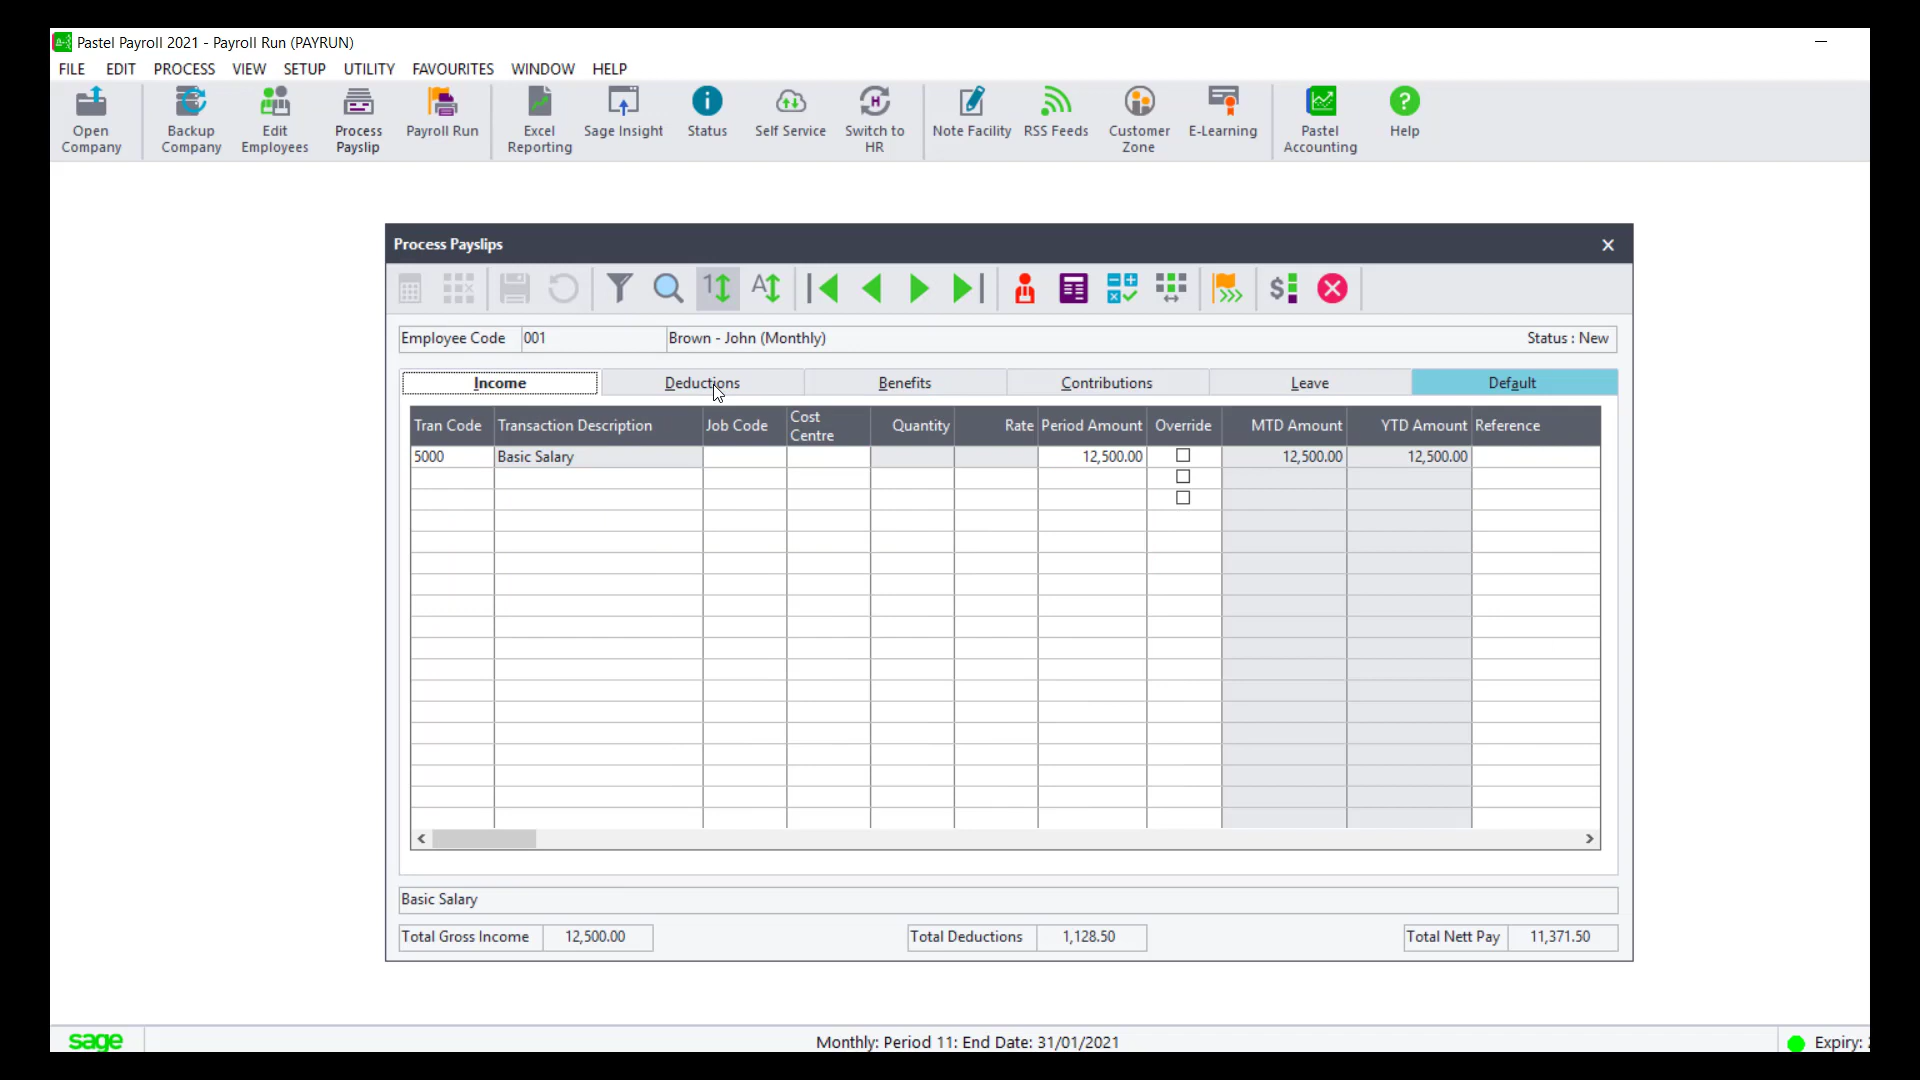 Pastel Payroll 2021 - Payroll Run (PAYRUN)
FILE EDIT PROCESS VIEW SETUP UTILITY FAVOURITES WINDOW HELP
Open Company
Backup Company
Edit Employees
Process Payslip
Payroll Run
Excel Reporting
Sage Insight
Status
Self Service
Switch to HR
Note Facility
RSS Feeds
Customer Zone
E-Learning
Pastel Accounting
Help
Process Payslips
Employee Code 001 Brown - John (Monthly) Status : New
Income Deductions Benefits Contributions Leave Default
Tran Code Transaction Description Job Code Cost Centre Quantity Rate Period Amount Override MTD Amount YTD Amount Reference
5000 Basic Salary 12,500.00 12,500.00 12,500.00
Basic Salary
Total Gross Income 12,500.00 Total Deductions 1,128.50 Total Nett Pay 11,371.50
sage Monthly: Period 11: End Date: 31/01/2021 Expiry: